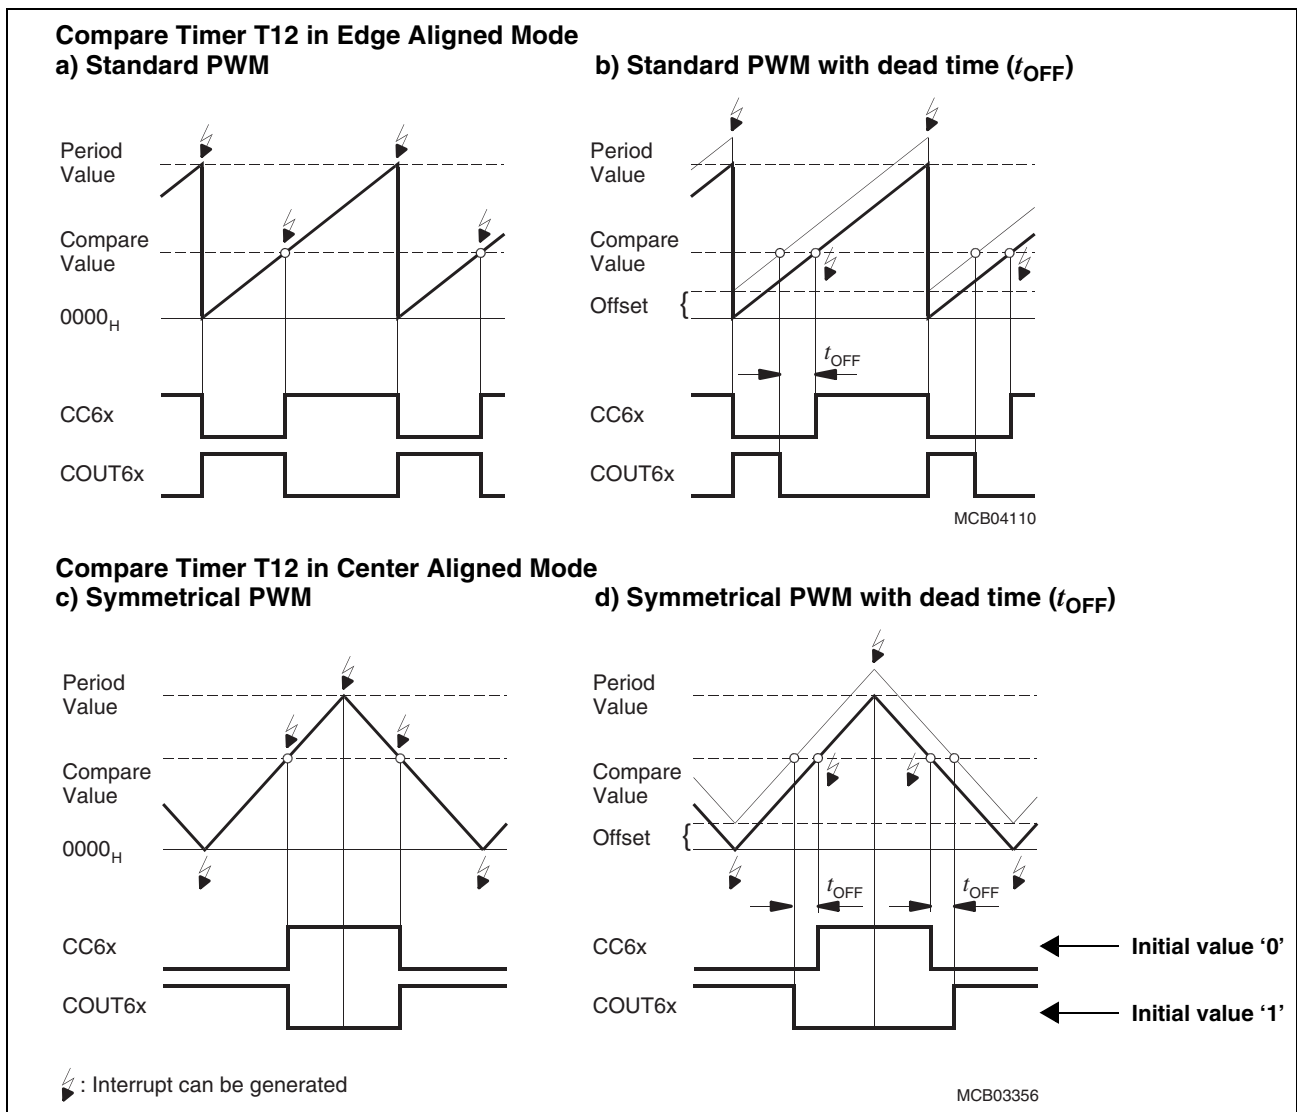 Compare Timer T12 in Edge Aligned Mode
a) Standard PWM
b) Standard PWM with dead time (tOFF)
Period
Value
Compare
Value
0000H
CC6x
COUT6x
Period
Value
Compare
Value
Offset {
tOFF
CC6x
COUT6x
MCB04110
Compare Timer T12 in Center Aligned Mode
c) Symmetrical PWM
d) Symmetrical PWM with dead time (tOFF)
Period
Value
Compare
Value
0000H
CC6x
COUT6x
Period
Value
Compare
Value
Offset {
tOFF
tOFF
CC6x
Initial value ‘0’
COUT6x
Initial value ‘1’
: Interrupt can be generated
MCB03356